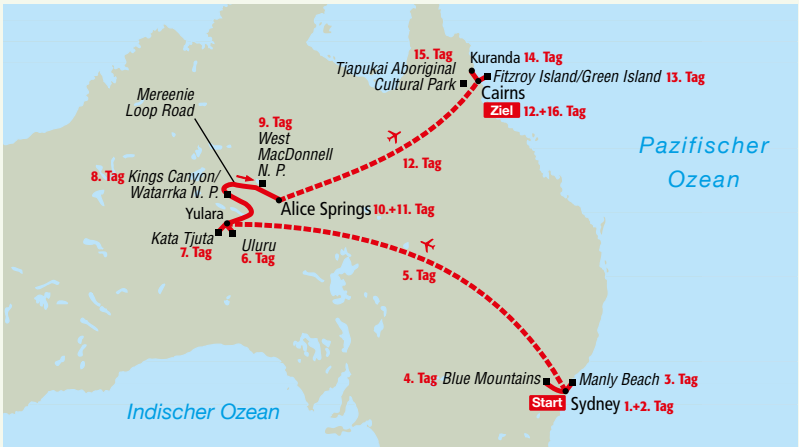 15. Tag
Kuranda 14. Tag
Tjapukai Aboriginal
Cultural Park
Fitzroy Island/Green Island 13. Tag
Cairns
Ziel 12.+16. Tag
Mereenie
Loop Road
9. Tag
West
MacDonnell
N. P.
12. Tag
Pazifischer
Ozean
8. Tag Kings Canyon/
Watarrka N. P.
Alice Springs 10.+11. Tag
Yulara
Kata Tjuta
7. Tag
Uluru
6. Tag
5. Tag
4. Tag Blue Mountains
Manly Beach 3. Tag
Start Sydney 1.+2. Tag
Indischer Ozean